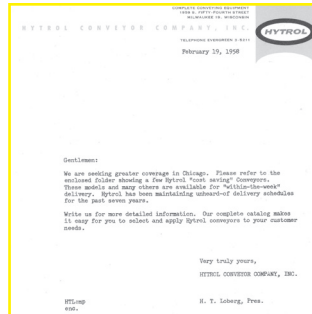 COMPLETE CONVEYING EQUIPMENT
1958 S. FIFTY-FOURTH STREET
MILWAUKEE 19, WISCONSIN
HYTROL CONVEYOR COMPANY, INC.
HYTROL
TELEPHONE EVERGREEN
February 19, 1958
Gentlemen:
We are seeking greater coverage in Chicago. Please refer to the
enclosed folder showing a few Hytrol "cost saving" Conveyors.
These models and many others are available for "within-the-week"
delivery. Hytrol has been maintaining unheard-of delivery schedules
for the past seven years.
Write us for more detailed information. Our complete catalog makes
it easy for you to select and apply Hytrol conveyors to your customer
needs.
Very truly yours,
HYTROL CONVEYOR COMPANY, INC.
HTL:mp
H. T. Loberg, Pres.
enc.